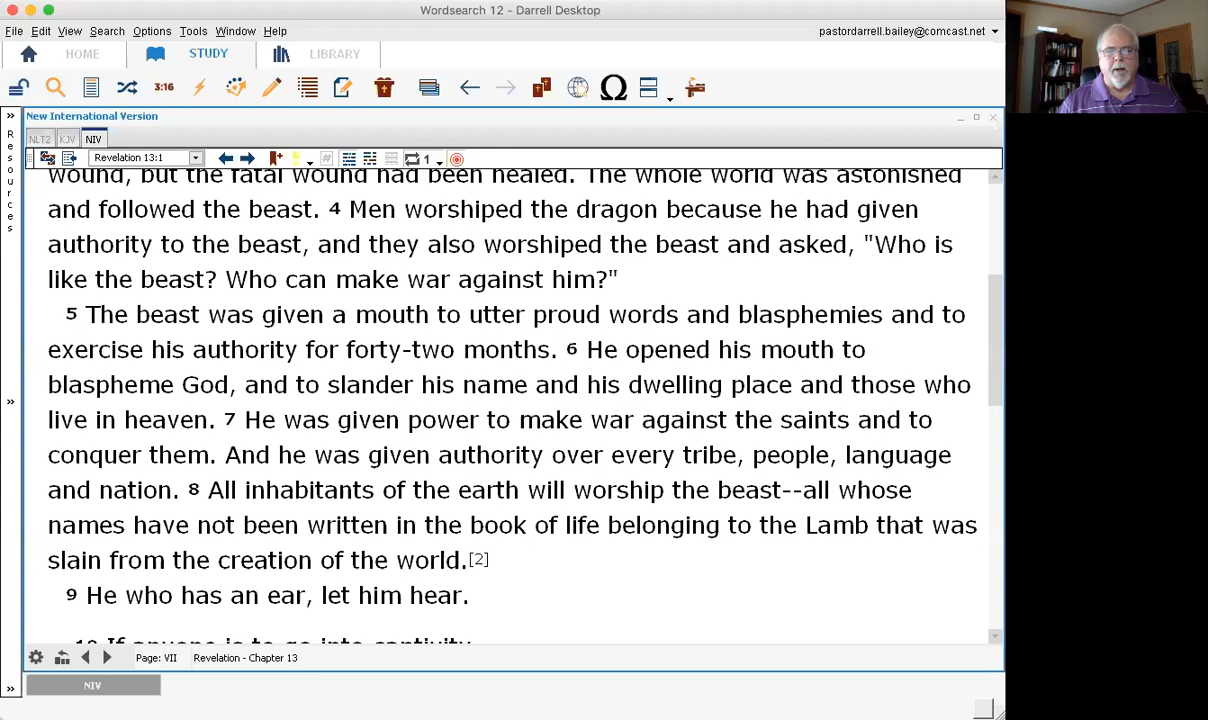 Wordsearch 12 - Darrell Desktop
File Edit View Search Options Tools Window Help
pastordarrell.bailey@comcast.net
HOME STUDY LIBRARY
3:16
New International Version
NLT2 KJV NIV
Revelation 13:1
1
Resources
wound, but the fatal wound had been healed. The whole world was astonished
and followed the beast. 4 Men worshiped the dragon because he had given
authority to the beast, and they also worshiped the beast and asked, "Who is
like the beast? Who can make war against him?"
5 The beast was given a mouth to utter proud words and blasphemies and to
exercise his authority for forty-two months. 6 He opened his mouth to
blaspheme God, and to slander his name and his dwelling place and those who
live in heaven. 7 He was given power to make war against the saints and to
conquer them. And he was given authority over every tribe, people, language
and nation. 8 All inhabitants of the earth will worship the beast--all whose
names have not been written in the book of life belonging to the Lamb that was
slain from the creation of the world.[2]
9 He who has an ear, let him hear.
10 If anyone is to go into captivity,
Page: VII Revelation - Chapter 13
NIV